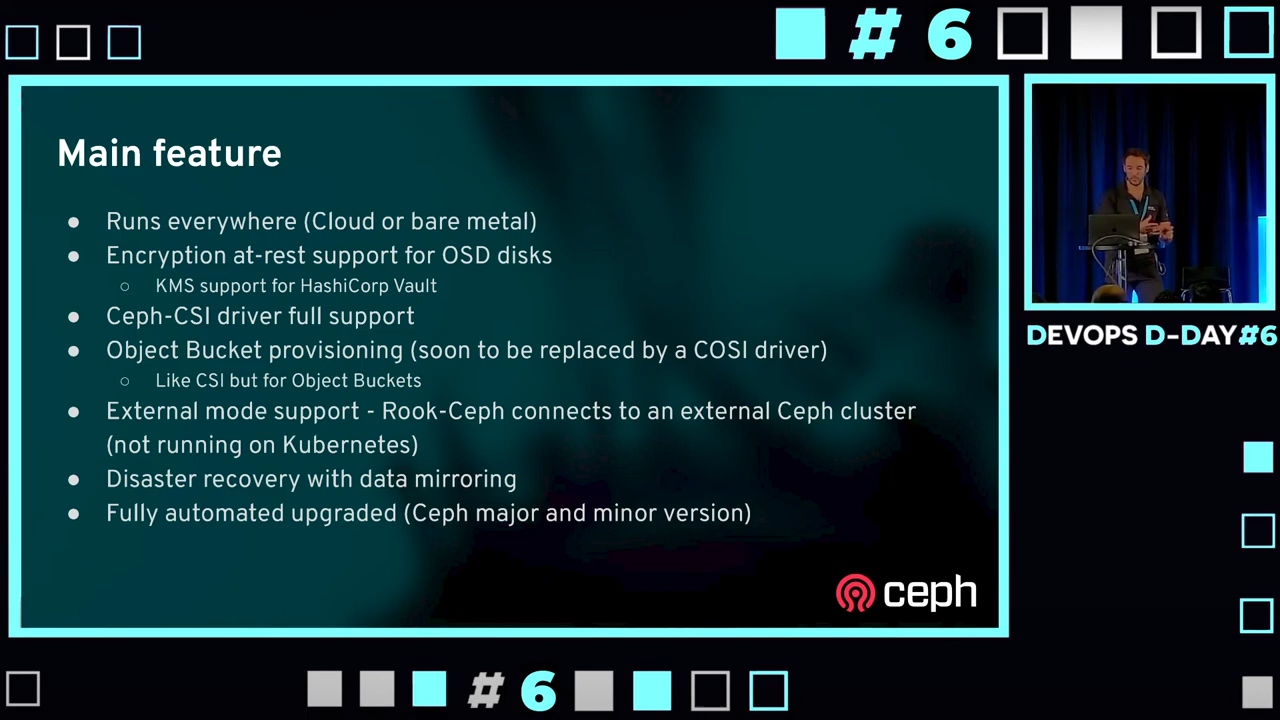 # 6
Main feature
● Runs everywhere (Cloud or bare metal)
● Encryption at-rest support for OSD disks
○ KMS support for HashiCorp Vault
● Ceph-CSI driver full support
● Object Bucket provisioning (soon to be replaced by a COSI driver)
○ Like CSI but for Object Buckets
● External mode support - Rook-Ceph connects to an external Ceph cluster
(not running on Kubernetes)
● Disaster recovery with data mirroring
● Fully automated upgraded (Ceph major and minor version)
ceph
DEVOPS D-DAY#6
# 6